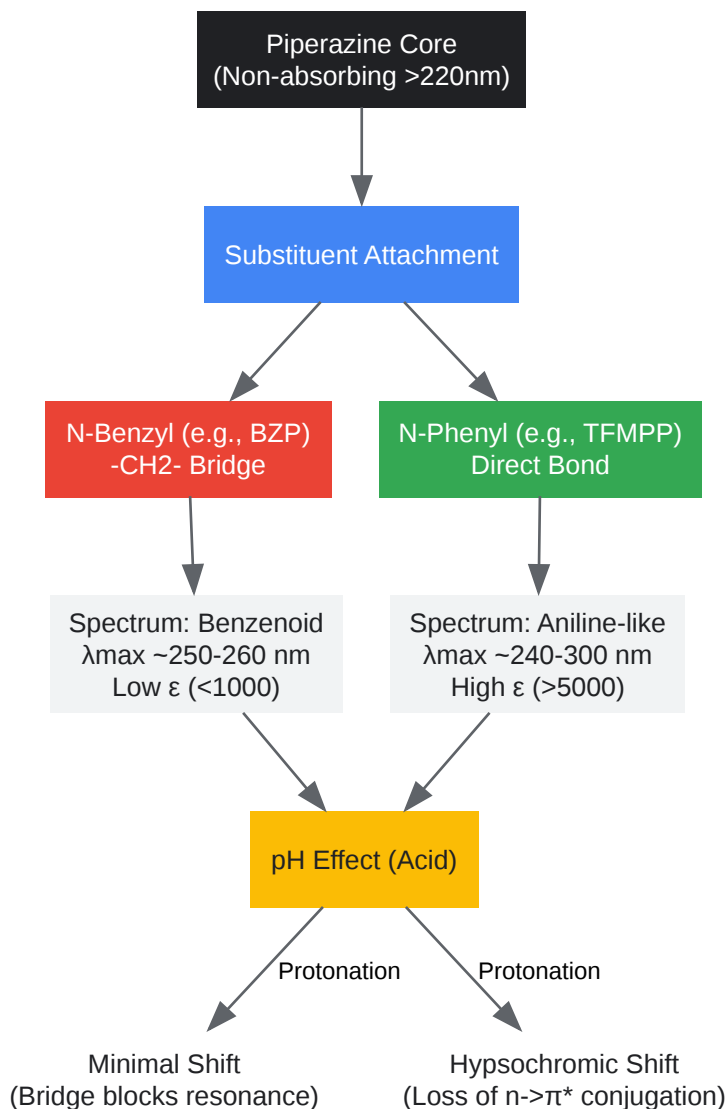 Piperazine Core
(Non-absorbing >220nm)
Substituent Attachment
N-Benzyl (e.g., BZP)
-CH2- Bridge
N-Phenyl (e.g., TFMPP)
Direct Bond
Spectrum: Benzenoid
λmax ~250-260 nm
Low ε (<1000)
Spectrum: Aniline-like
λmax ~240-300 nm
High ε (>5000)
pH Effect (Acid)
Protonation
Protonation
Minimal Shift
(Bridge blocks resonance)
Hypsochromic Shift
(Loss of n->π* conjugation)